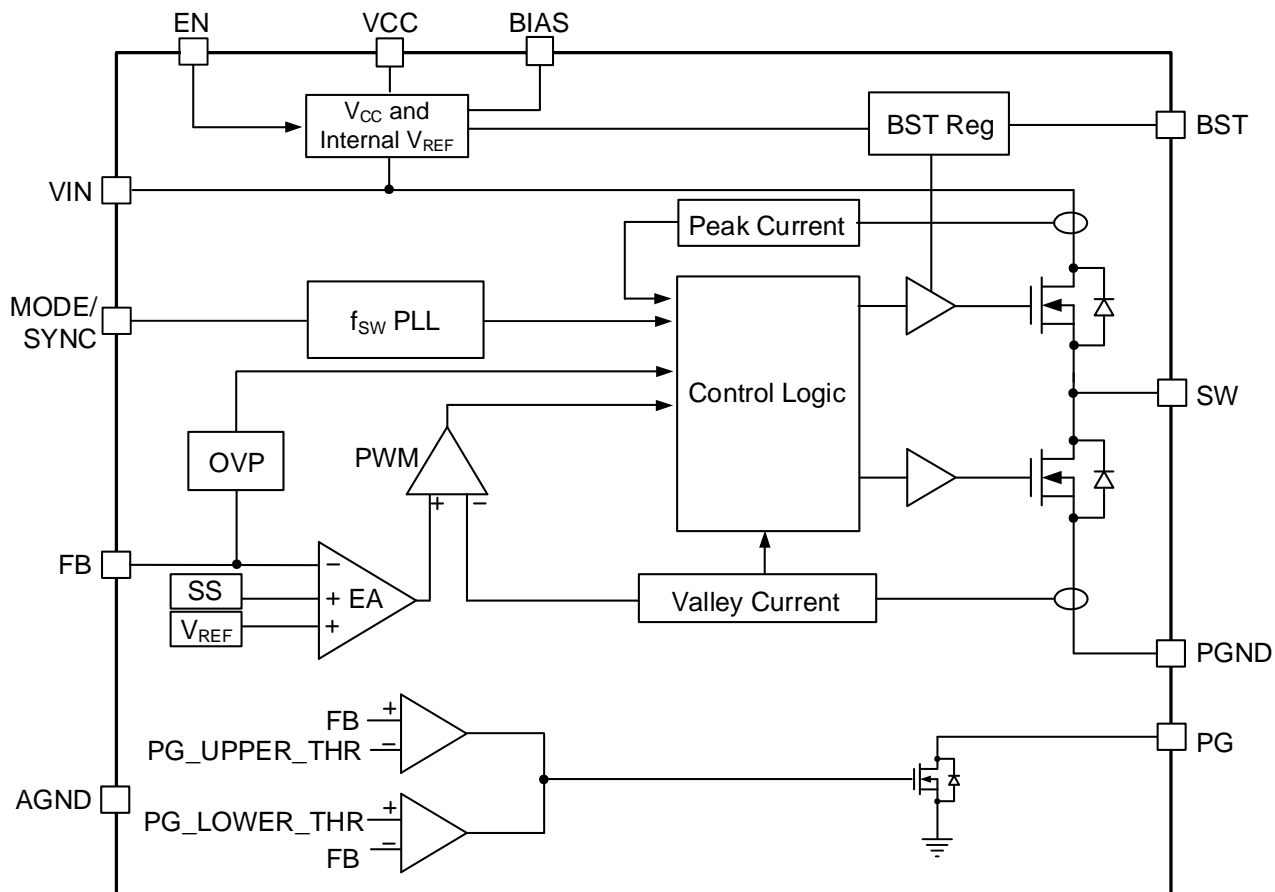 EN
VCC
BIAS
VCC and
Internal VREF
BST Reg
BST
VIN
Peak Current
MODE/
SYNC
fSW PLL
Control Logic
SW
OVP
PWM
+
−
FB
−
SS
+
EA
VREF
+
Valley Current
PGND
FB
+
PG_UPPER_THR
−
PG
AGND
PG_LOWER_THR
+
FB
−